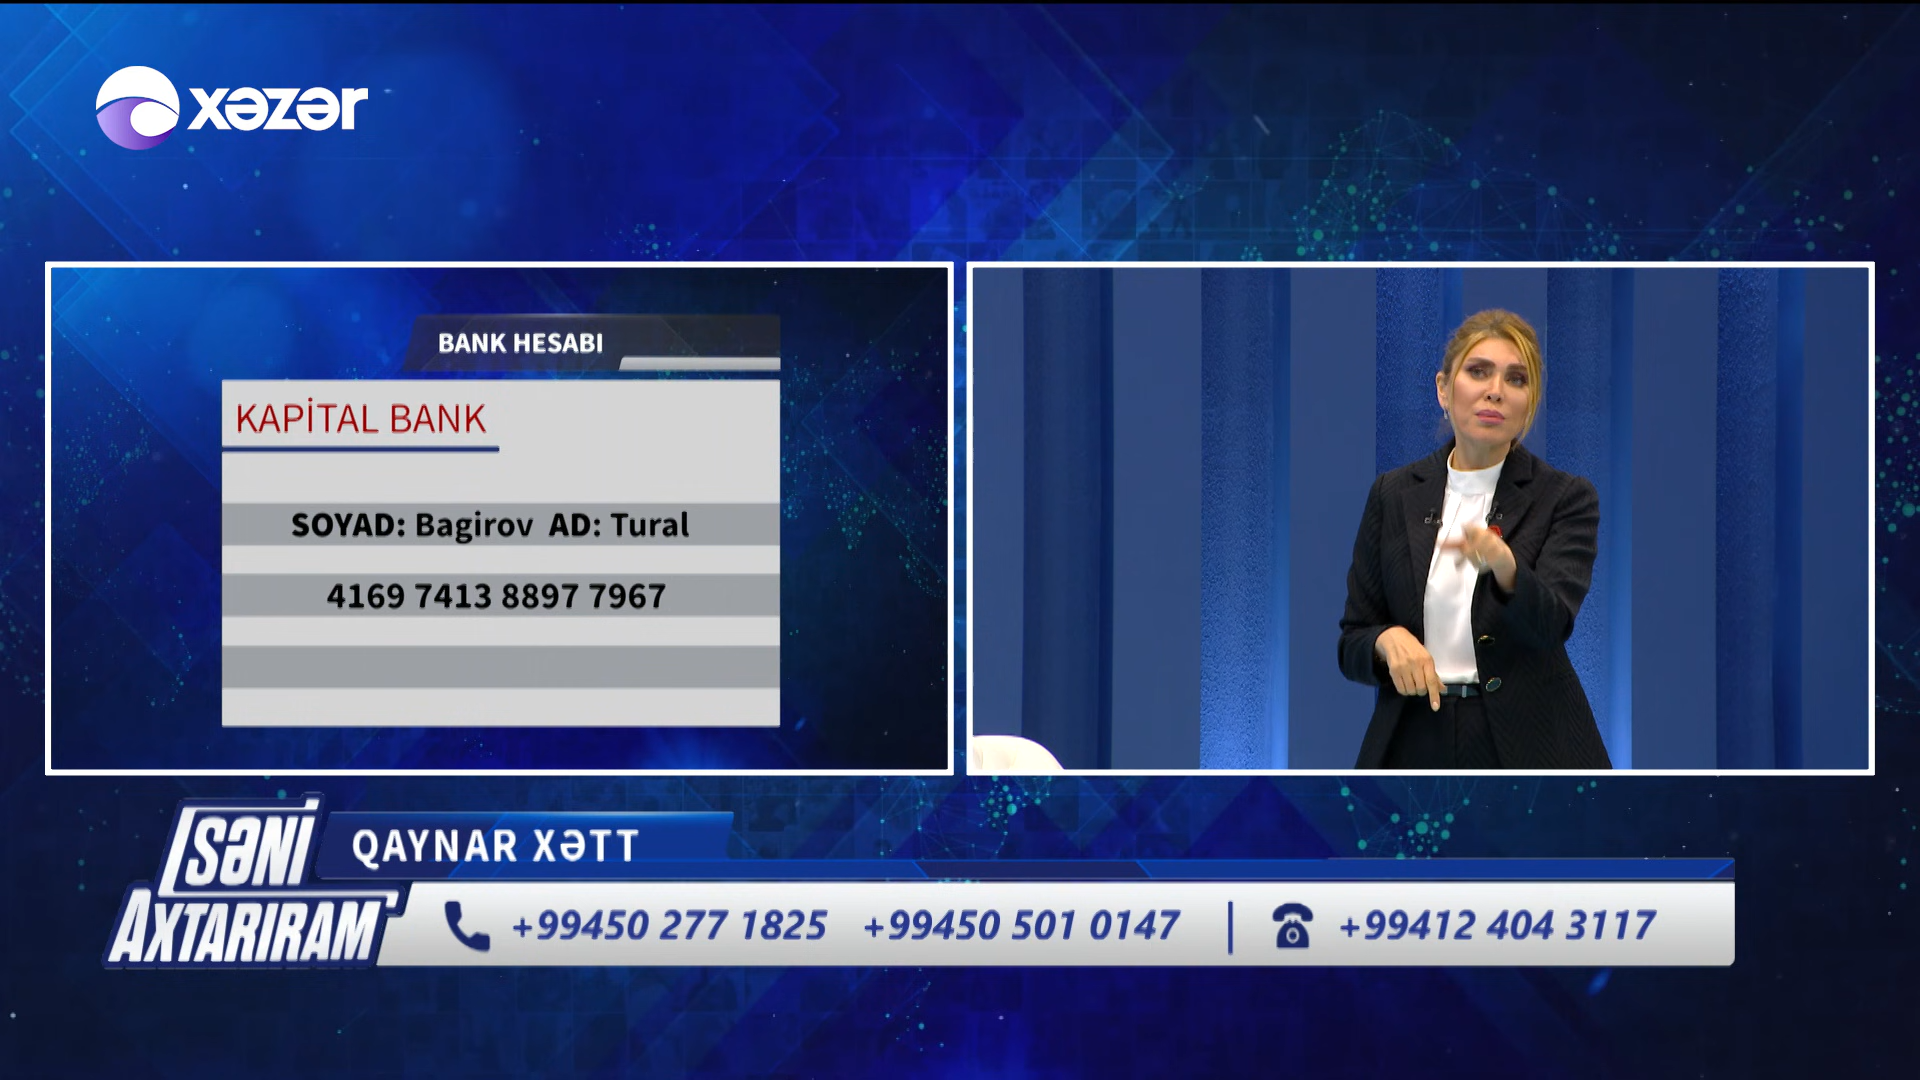 xəzər
BANK HESABI
KAPİTAL BANK
SOYAD: Bagirov AD: Tural
4169 7413 8897 7967
SƏNİ
AXTARIRAM
QAYNAR XƏTT
+99450 277 1825 +99450 501 0147 | +99412 404 3117